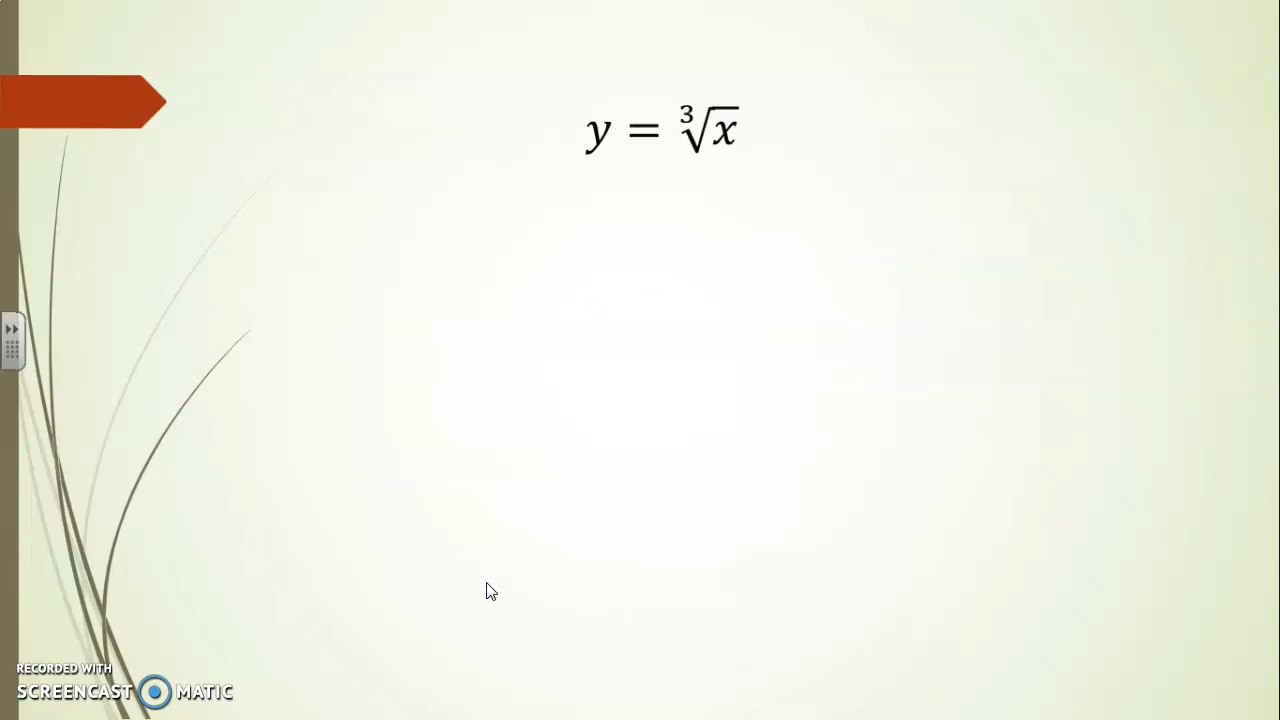 y = ∛x
RECORDED WITH
SCREENCAST MATIC